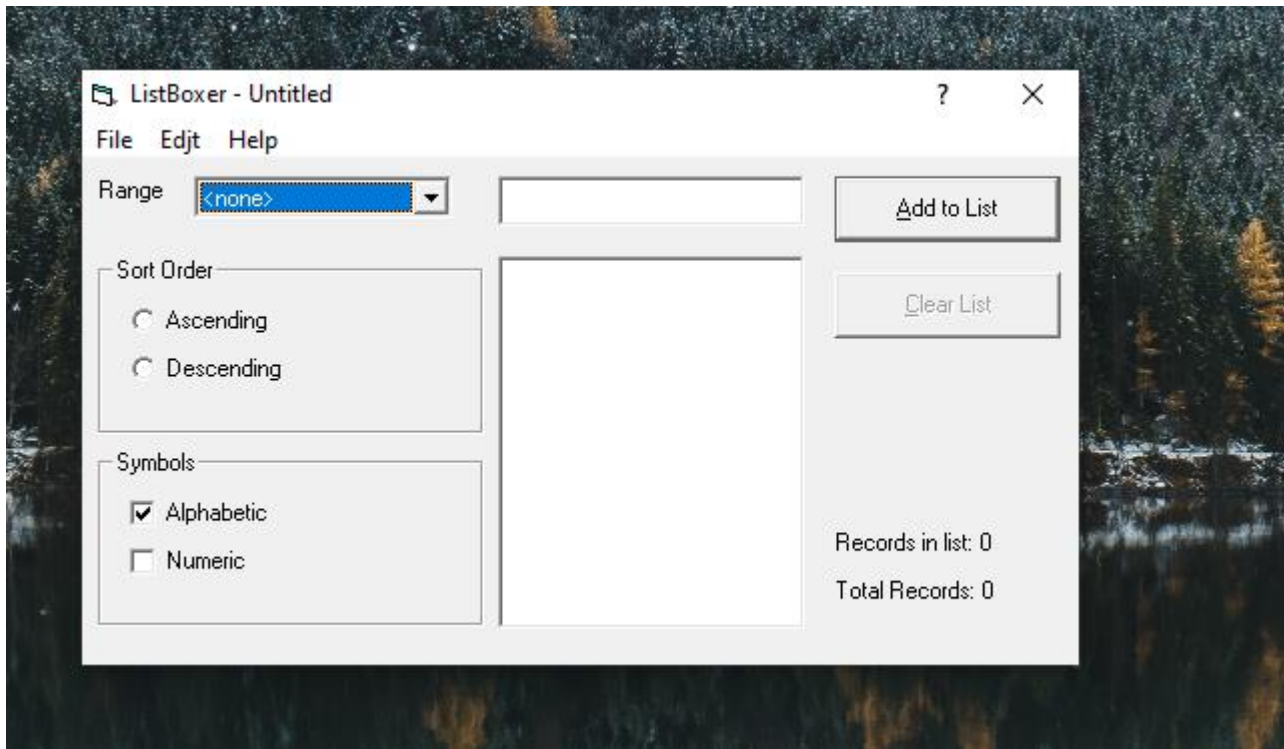 ListBoxer - Untitled
?
File Edjt Help
Range
<none>
Add to List
Sort Order
Ascending
Descending
Clear List
Symbols
Alphabetic
Numeric
Records in list: 0
Total Records: 0